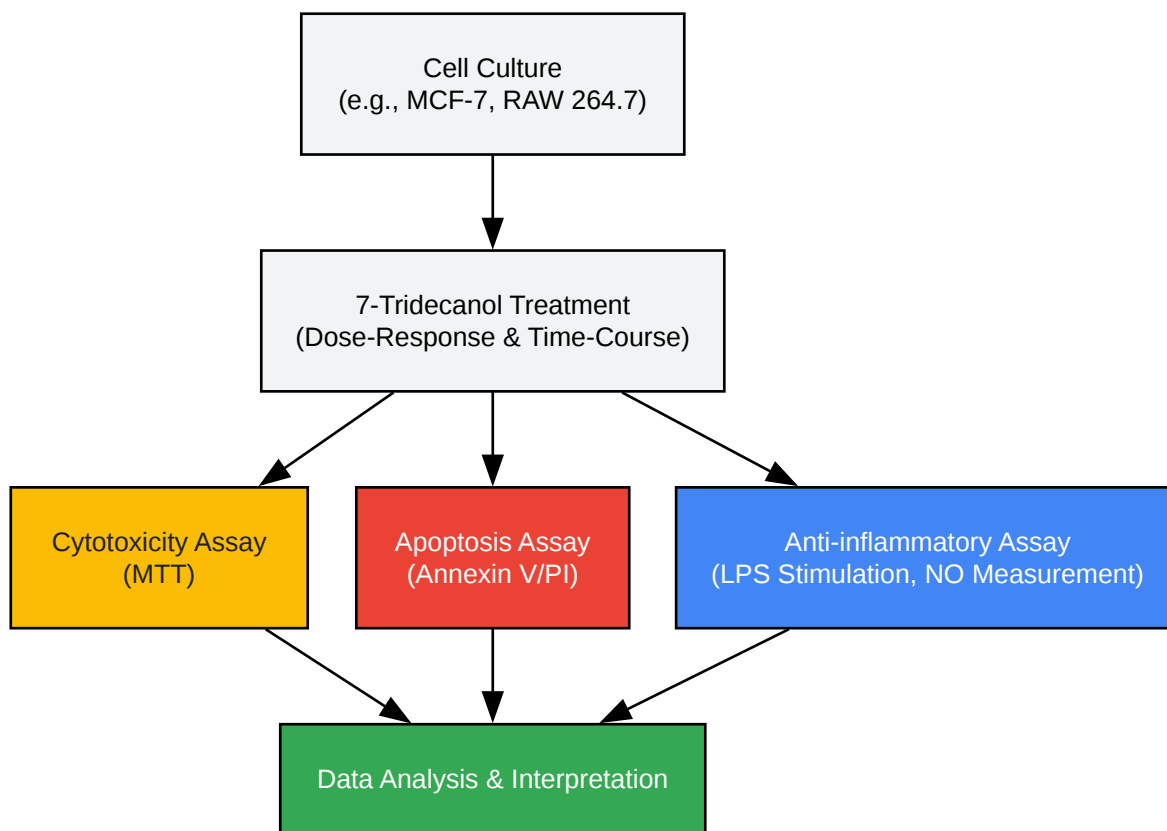 Cell Culture
(e.g., MCF-7, RAW 264.7)
7-Tridecanol Treatment
(Dose-Response & Time-Course)
Cytotoxicity Assay
(MTT)
Apoptosis Assay
(Annexin V/PI)
Anti-inflammatory Assay
(LPS Stimulation, NO Measurement)
Data Analysis & Interpretation